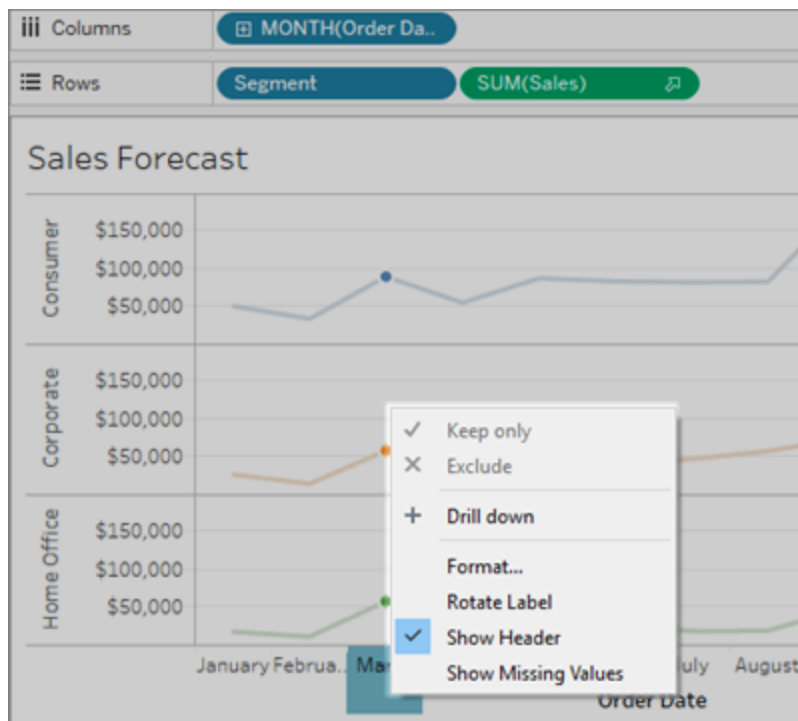 Columns
MONTH(Order Da..
Rows
Segment
SUM(Sales)
Sales Forecast
Consumer
$150,000
$100,000
$50,000
Corporate
$150,000
$100,000
$50,000
Home Office
$150,000
$100,000
$50,000
Keep only
Exclude
Drill down
Format...
Rotate Label
Show Header
Show Missing Values
January Februa.. Ma uly August
Order Date